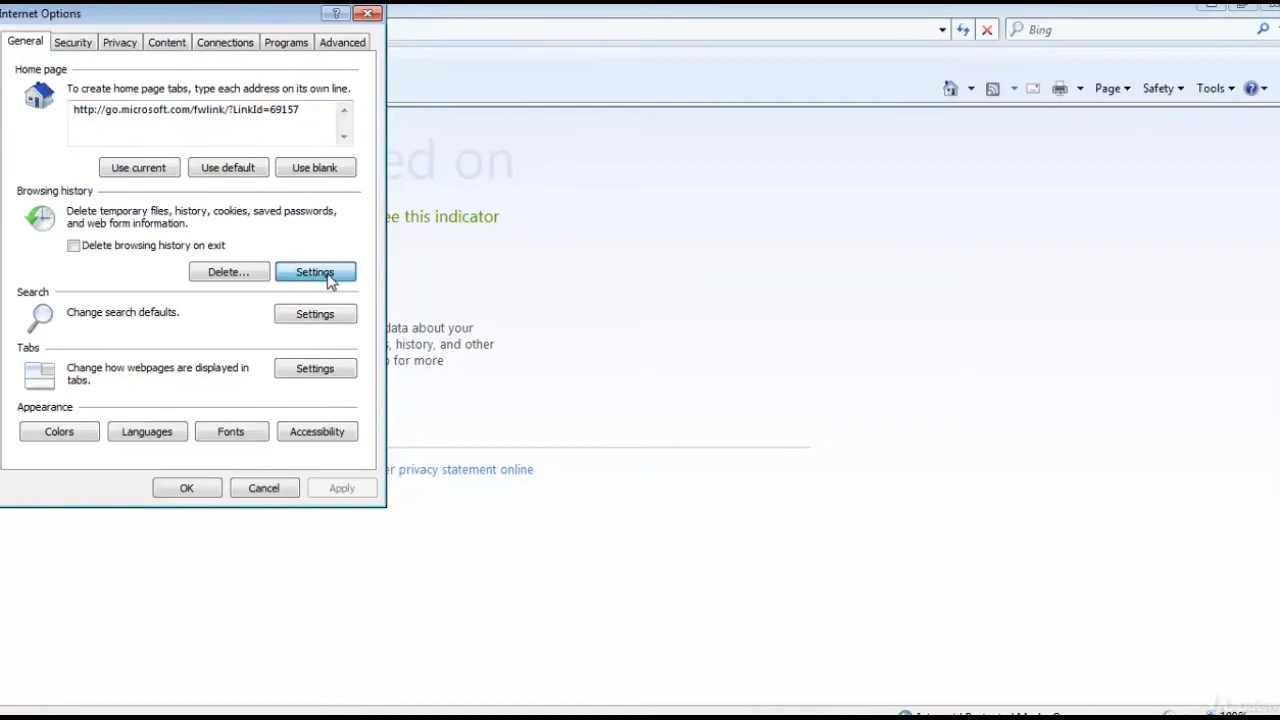 Internet Options
General Security Privacy Content Connections Programs Advanced
Home page
To create home page tabs, type each address on its own line.
http://go.microsoft.com/fwlink/?LinkId=69157
Use current Use default Use blank
Browsing history
Delete temporary files, history, cookies, saved passwords,
and web form information.
Delete browsing history on exit
Delete... Settings
Search
Change search defaults.
Settings
Tabs
Change how webpages are displayed in
tabs.
Settings
Appearance
Colors Languages Fonts Accessibility
OK Cancel Apply
Bing
Page Safety Tools
ed on
ee this indicator
data about your
, history, and other
for more
r privacy statement online